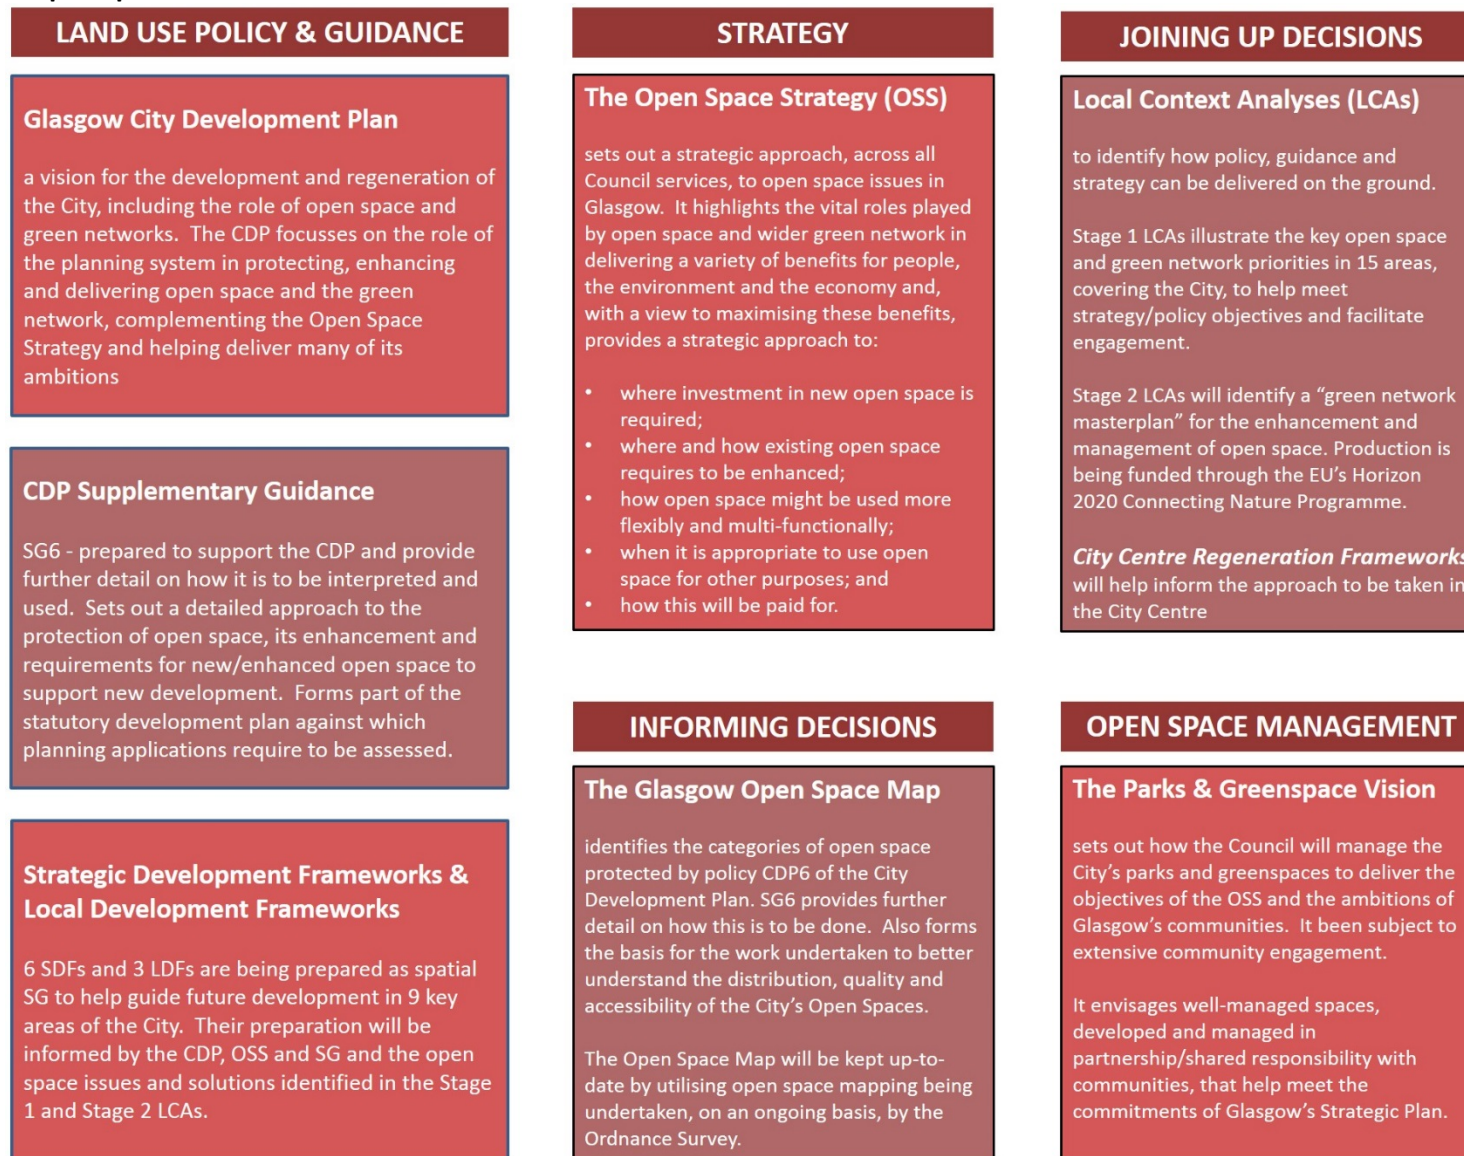 LAND USE POLICY & GUIDANCE
Glasgow City Development Plan
a vision for the development and regeneration of
the City, including the role of open space and
green networks.  The CDP focusses on the role of
the planning system in protecting, enhancing
and delivering open space and the green
network, complementing the Open Space
Strategy and helping deliver many of its
ambitions
CDP Supplementary Guidance
SG6 - prepared to support the CDP and provide
further detail on how it is to be interpreted and
used.  Sets out a detailed approach to the
protection of open space, its enhancement and
requirements for new/enhanced open space to
support new development.  Forms part of the
statutory development plan against which
planning applications require to be assessed.
Strategic Development Frameworks &
Local Development Frameworks
6 SDFs and 3 LDFs are being prepared as spatial
SG to help guide future development in 9 key
areas of the City.  Their preparation will be
informed by the CDP, OSS and SG and the open
space issues and solutions identified in the Stage
1 and Stage 2 LCAs.
STRATEGY
The Open Space Strategy (OSS)
sets out a strategic approach, across all
Council services, to open space issues in
Glasgow.  It highlights the vital roles played
by open space and wider green network in
delivering a variety of benefits for people,
the environment and the economy and,
with a view to maximising these benefits,
provides a strategic approach to:
• where investment in new open space is
required;
• where and how existing open space
requires to be enhanced;
• how open space might be used more
flexibly and multi-functionally;
• when it is appropriate to use open
space for other purposes; and
• how this will be paid for.
INFORMING DECISIONS
The Glasgow Open Space Map
identifies the categories of open space
protected by policy CDP6 of the City
Development Plan. SG6 provides further
detail on how this is to be done.  Also forms
the basis for the work undertaken to better
understand the distribution, quality and
accessibility of the City's Open Spaces.
The Open Space Map will be kept up-to-
date by utilising open space mapping being
undertaken, on an ongoing basis, by the
Ordnance Survey.
JOINING UP DECISIONS
Local Context Analyses (LCAs)
to identify how policy, guidance and
strategy can be delivered on the ground.
Stage 1 LCAs illustrate the key open space
and green network priorities in 15 areas,
covering the City, to help meet
strategy/policy objectives and facilitate
engagement.
Stage 2 LCAs will identify a “green network
masterplan” for the enhancement and
management of open space. Production is
being funded through the EU's Horizon
2020 Connecting Nature Programme.
City Centre Regeneration Frameworks
will help inform the approach to be taken in
the City Centre
OPEN SPACE MANAGEMENT
The Parks & Greenspace Vision
sets out how the Council will manage the
City's parks and greenspaces to deliver the
objectives of the OSS and the ambitions of
Glasgow's communities.  It been subject to
extensive community engagement.
It envisages well-managed spaces,
developed and managed in
partnership/shared responsibility with
communities, that help meet the
commitments of Glasgow's Strategic Plan.